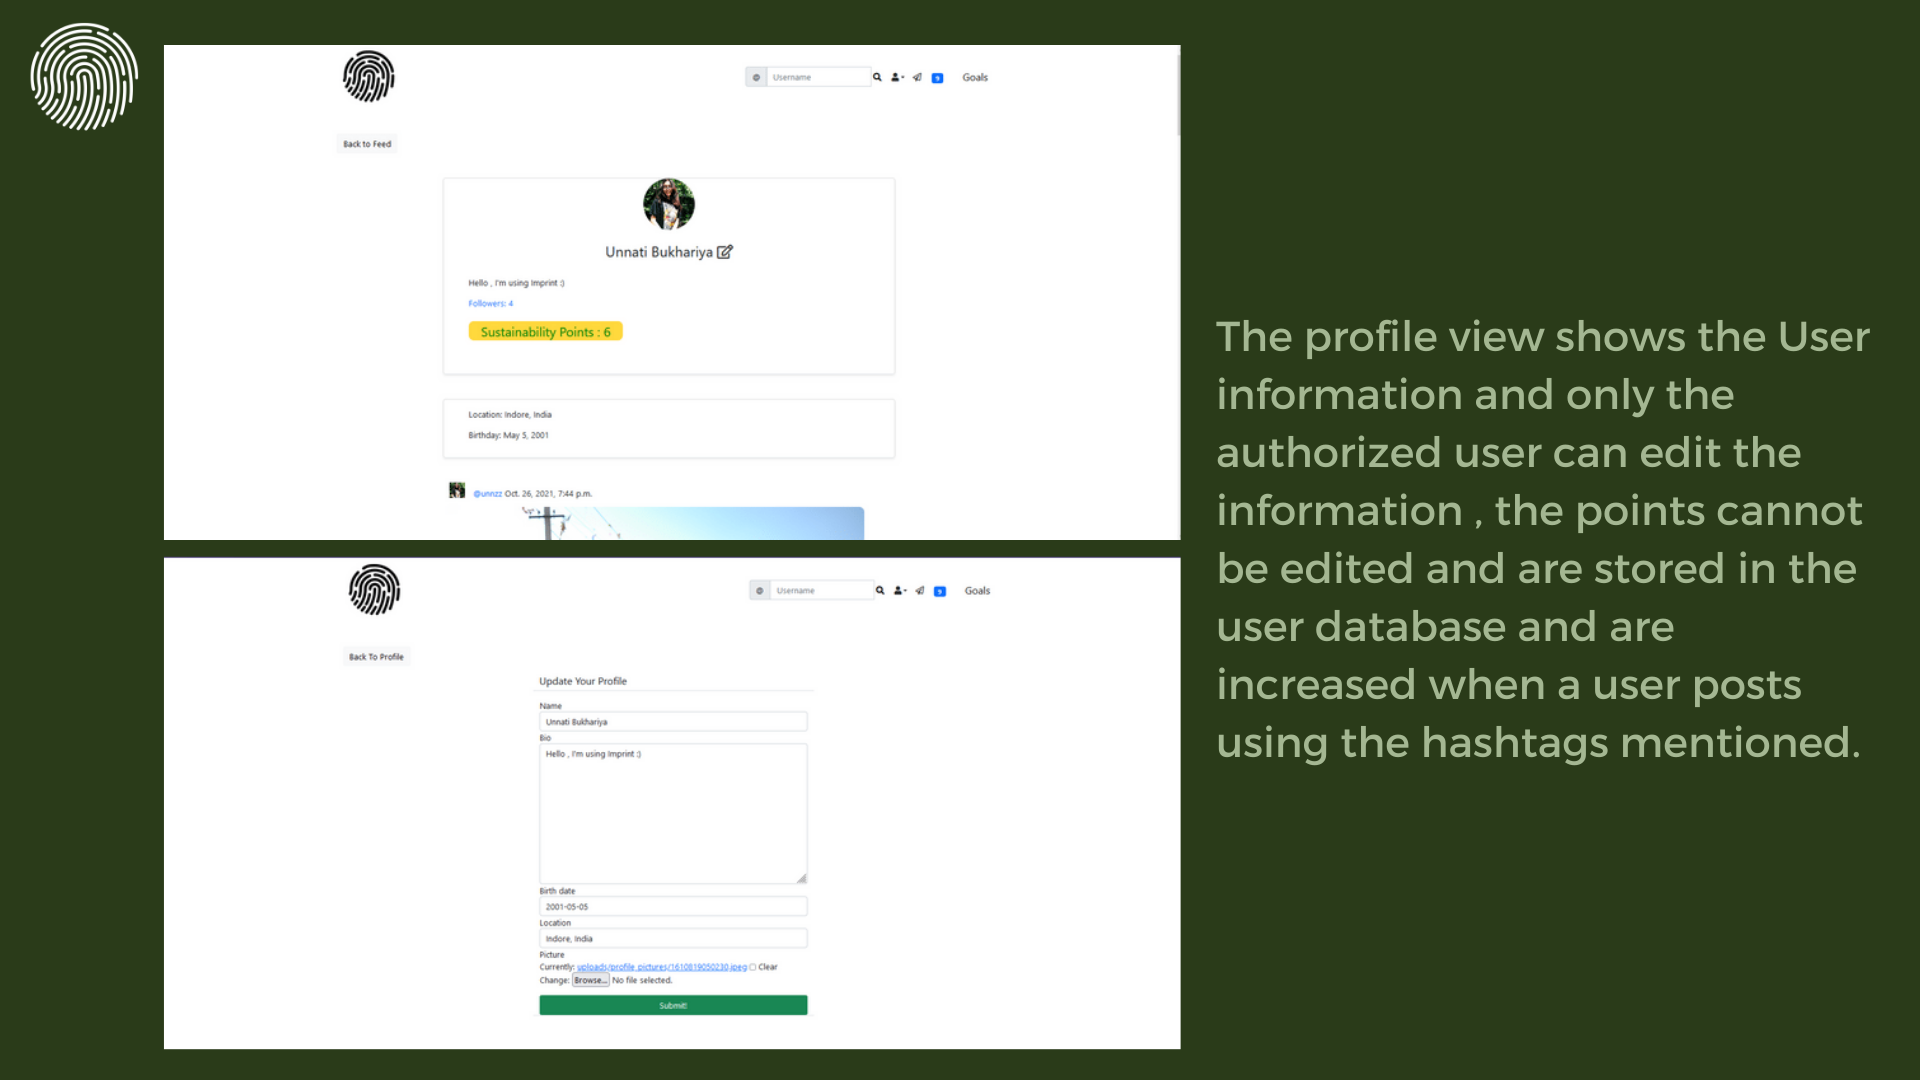 @ Username 9 Goals
Back to Feed
Unnati Bukhariya
Hello , I'm using Imprint :)
Followers: 4
Sustainability Points : 6
Location: Indore, India
Birthday: May 5, 2001
@unnzz Oct. 26, 2021, 7:44 p.m.
@ Username 9 Goals
Back To Profile
Update Your Profile
Name
Unnati Bukhariya
Bio
Hello , I'm using Imprint :)
Birth date
2001-05-05
Location
Indore, India
Picture
Currently: uploads/profile_pictures/1610819050230.jpeg Clear
Change: Browse... No file selected.
Submit!
The profile view shows the User
information and only the
authorized user can edit the
information , the points cannot
be edited and are stored in the
user database and are
increased when a user posts
using the hashtags mentioned.